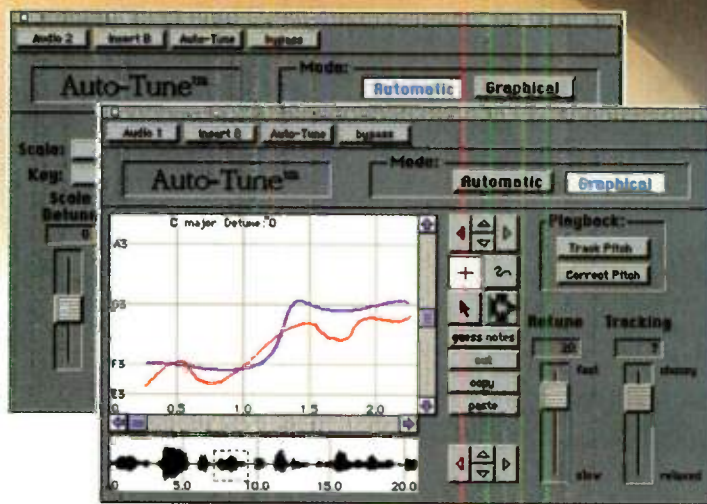 Audio 2 Insert B Auto-Tune bypass
Auto-Tune™
Mode:
Automatic Graphical
Scale:
Key:
Scale
Detune
0
Audio 1 Insert B Auto-Tune bypass
Auto-Tune™
Mode:
Automatic Graphical
C major Detune: 0
A3
G3
F3
E3
.0 0.5 1.0 1.5 2.0
.0 5.0 10.0 15.0 20.0
guess notes
cut
copy
paste
Playback:
Track Pitch
Correct Pitch
Retune Tracking
20 7
fast choosy
slow relaxed